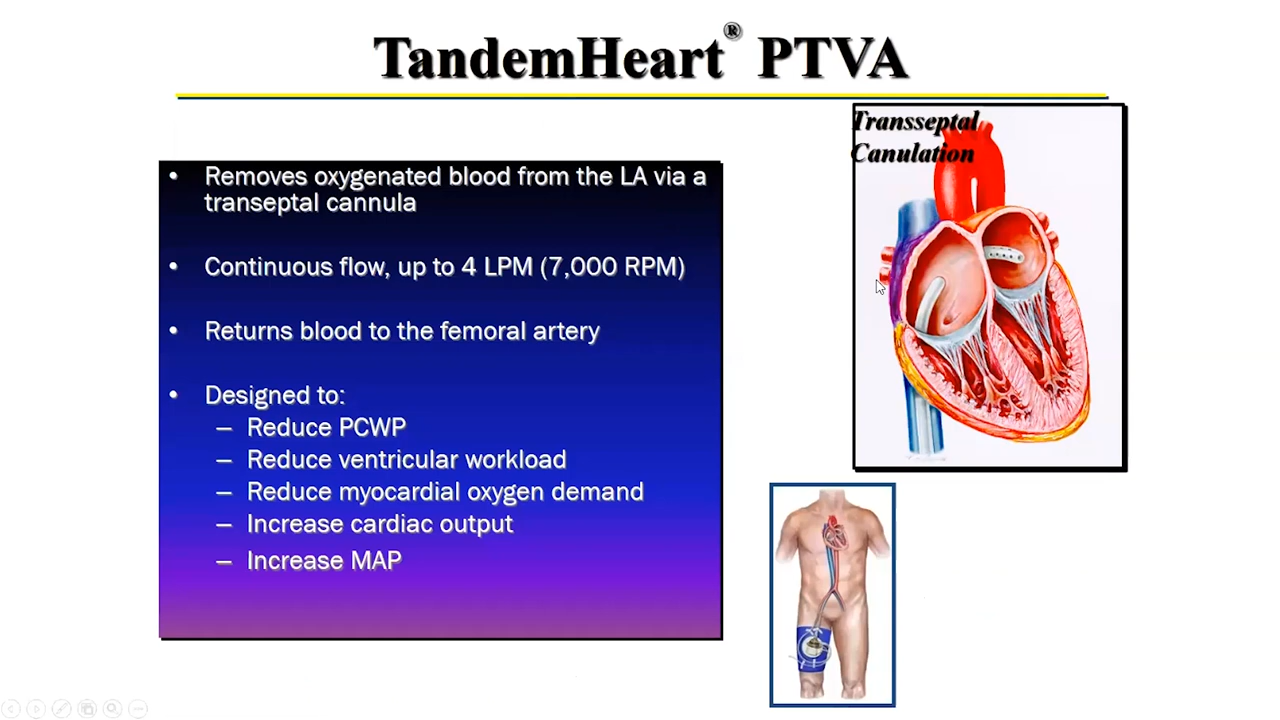 TandemHeart® PTVA
Transseptal
Canulation
• Removes oxygenated blood from the LA via a
transeptal cannula
• Continuous flow, up to 4 LPM (7,000 RPM)
• Returns blood to the femoral artery
• Designed to:
– Reduce PCWP
– Reduce ventricular workload
– Reduce myocardial oxygen demand
– Increase cardiac output
– Increase MAP